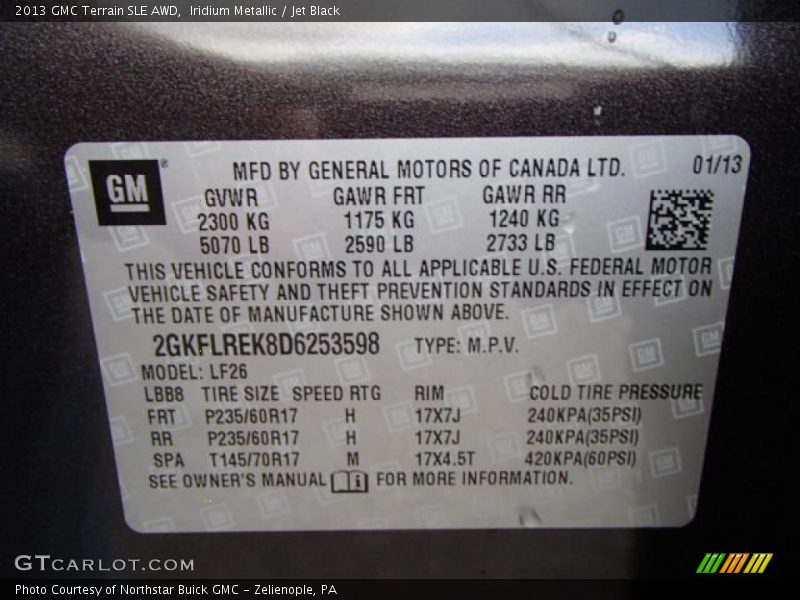 2013 GMC Terrain SLE AWD, Iridium Metallic / Jet Black
GM ®
MFD BY GENERAL MOTORS OF CANADA LTD. 01/13
GVWR GAWR FRT GAWR RR
2300 KG 1175 KG 1240 KG
5070 LB 2590 LB 2733 LB
THIS VEHICLE CONFORMS TO ALL APPLICABLE U.S. FEDERAL MOTOR
VEHICLE SAFETY AND THEFT PREVENTION STANDARDS IN EFFECT ON
THE DATE OF MANUFACTURE SHOWN ABOVE.
2GKFLREK8D6253598 TYPE: M.P.V.
MODEL: LF26
LBB8 TIRE SIZE SPEED RTG RIM COLD TIRE PRESSURE
FRT P235/60R17 H 17X7J 240KPA(35PSI)
RR P235/60R17 H 17X7J 240KPA(35PSI)
SPA T145/70R17 M 17X4.5T 420KPA(60PSI)
SEE OWNER'S MANUAL i FOR MORE INFORMATION.
GTCARLOT.COM
Photo Courtesy of Northstar Buick GMC - Zelienople, PA